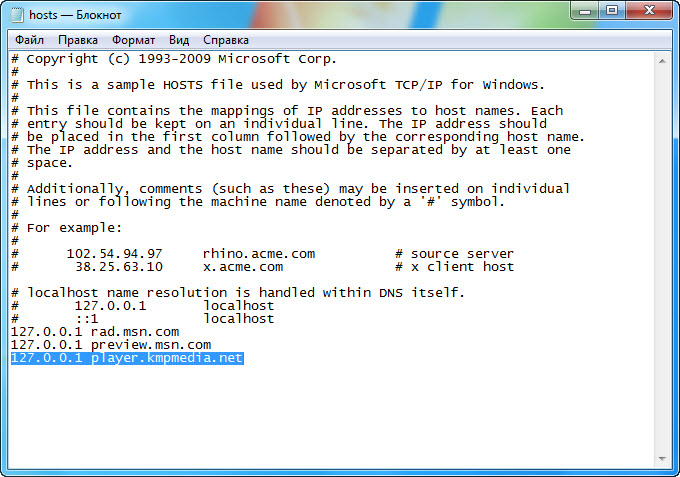 hosts — Блокнот
Файл Правка Формат Вид Справка
# Copyright (c) 1993-2009 Microsoft Corp.
#
# This is a sample HOSTS file used by Microsoft TCP/IP for Windows.
#
# This file contains the mappings of IP addresses to host names. Each
# entry should be kept on an individual line. The IP address should
# be placed in the first column followed by the corresponding host name.
# The IP address and the host name should be separated by at least one
# space.
#
# Additionally, comments (such as these) may be inserted on individual
# lines or following the machine name denoted by a '#' symbol.
#
# For example:
#
#      102.54.94.97     rhino.acme.com          # source server
#       38.25.63.10     x.acme.com              # x client host

# localhost name resolution is handled within DNS itself.
#       127.0.0.1       localhost
#       ::1             localhost
127.0.0.1 rad.msn.com
127.0.0.1 preview.msn.com
127.0.0.1 player.kmpmedia.net